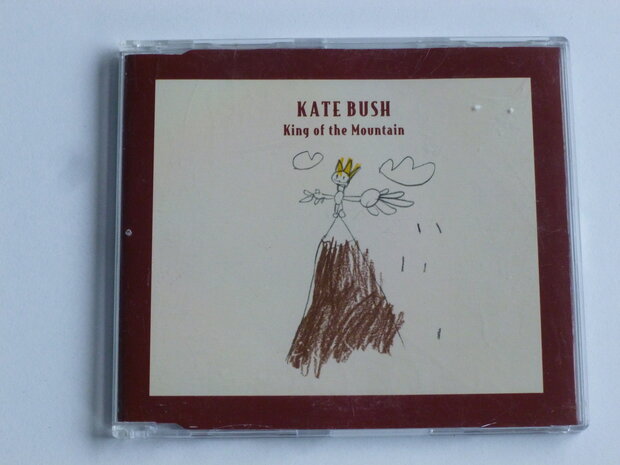 KATE BUSH
King of the Mountain